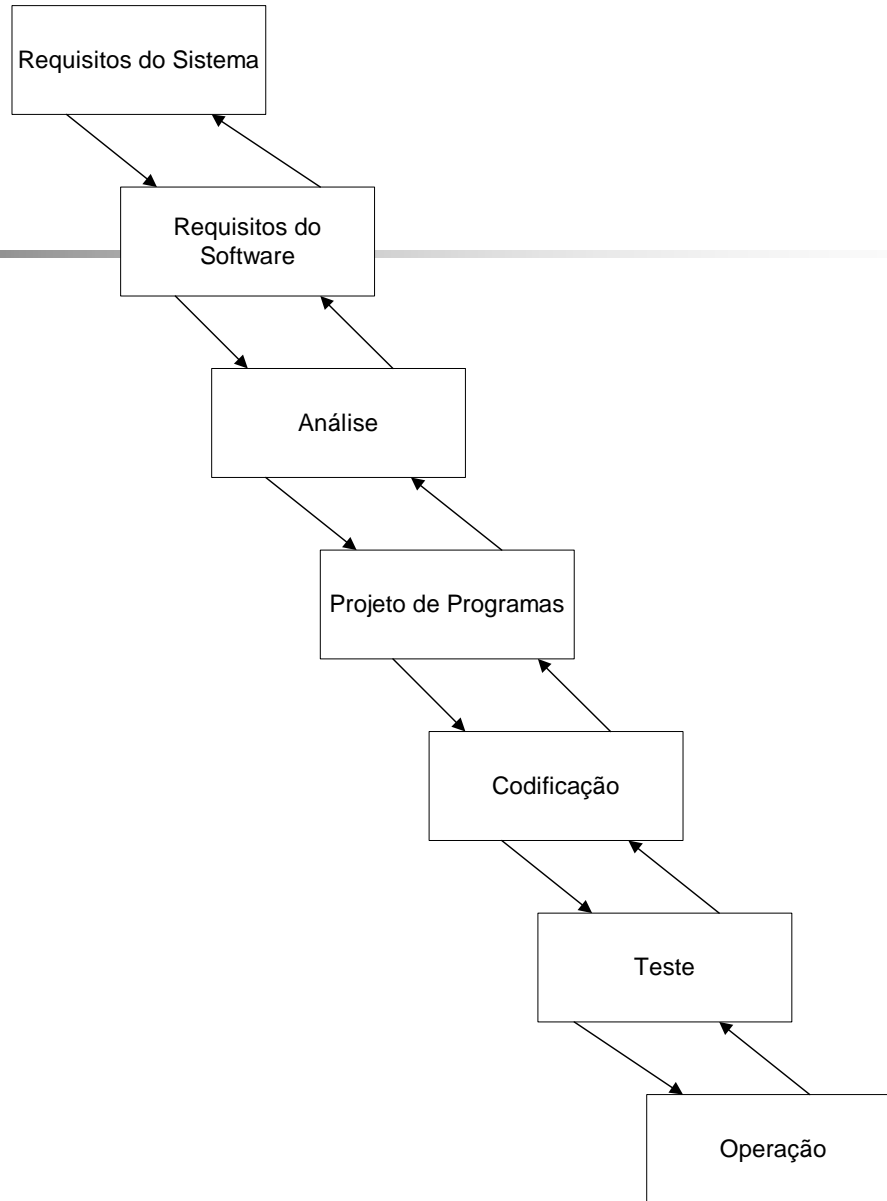 Requisitos do Sistema
Requisitos do
Software
Análise
Projeto de Programas
Codificação
Teste
Operação